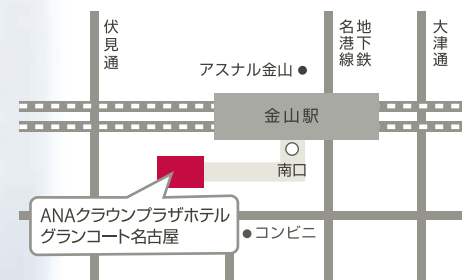 伏見通
地下鉄
名港線
大津通
アスナル金山
金山駅
南口
ANAクラウンプラザホテル
グランコート名古屋
コンビニ